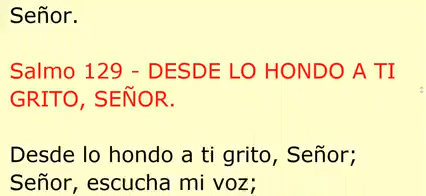 Señor.
Salmo 129 - DESDE LO HONDO A TI
GRITO, SEÑOR.
Desde lo hondo a ti grito, Señor;
Señor, escucha mi voz;